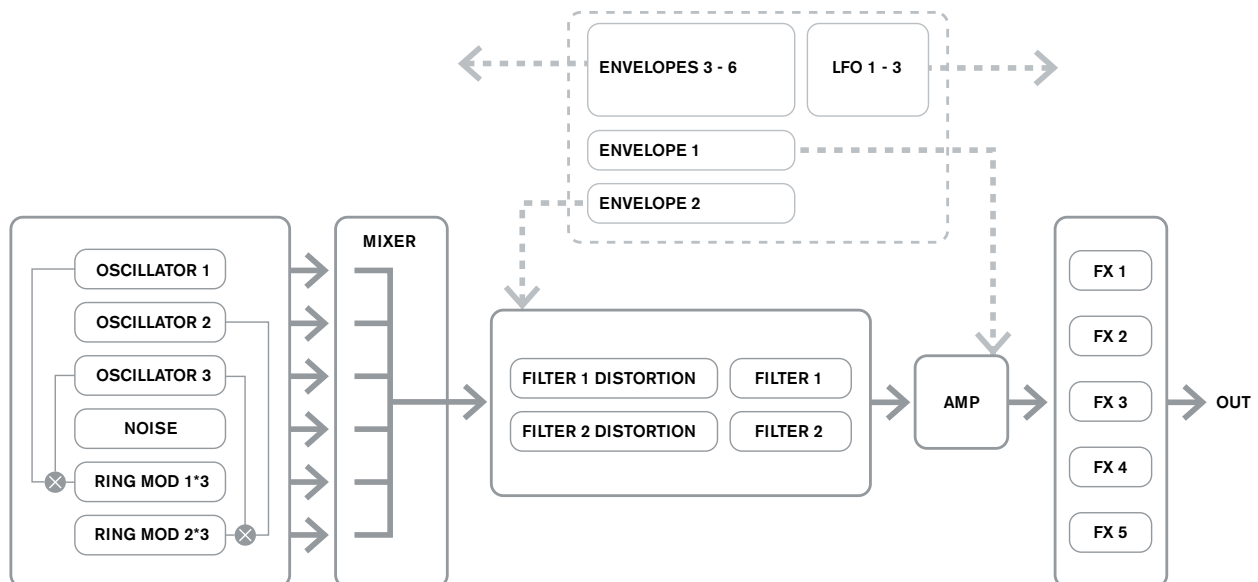 ENVELOPES 3 - 6
LFO 1 - 3
ENVELOPE 1
ENVELOPE 2
OSCILLATOR 1
OSCILLATOR 2
OSCILLATOR 3
NOISE
RING MOD 1*3
RING MOD 2*3
MIXER
FILTER 1 DISTORTION
FILTER 1
FILTER 2 DISTORTION
FILTER 2
AMP
FX 1
FX 2
FX 3
FX 4
FX 5
OUT